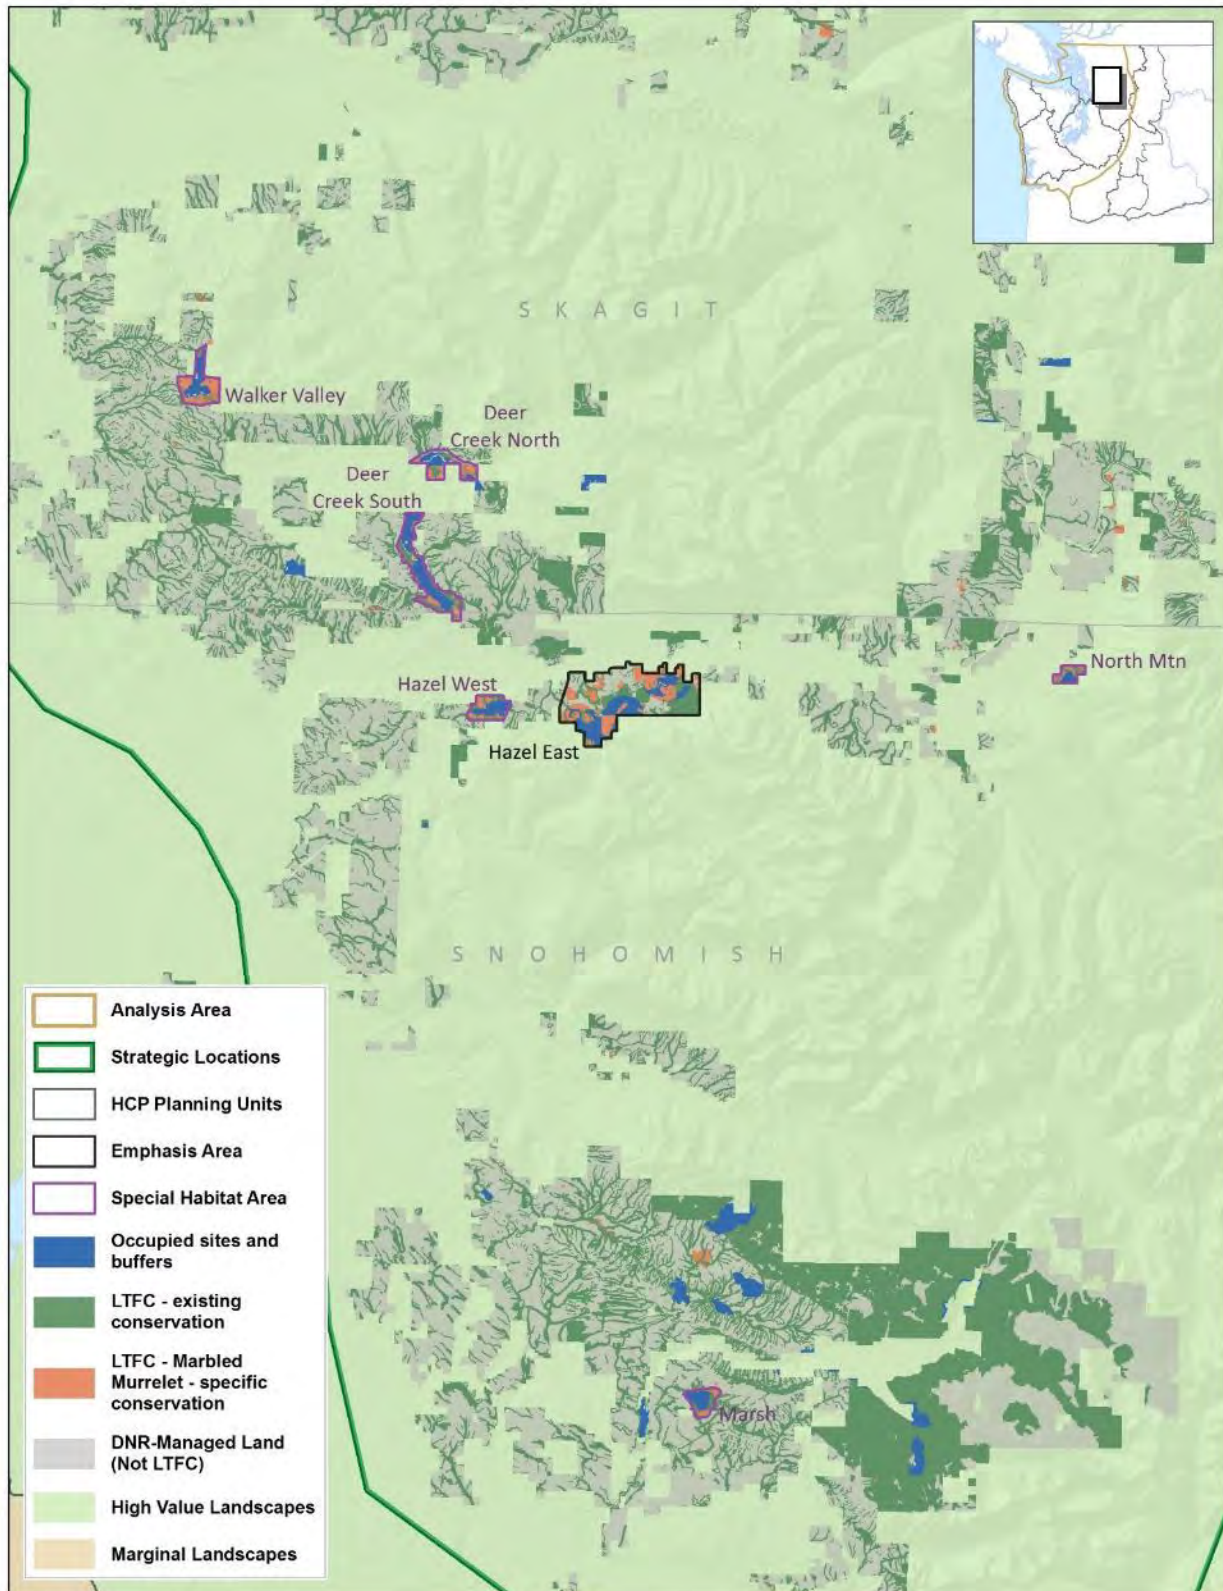 SKAGIT
Walker Valley
Deer
Creek North
Deer
Creek South
North Mtn
Hazel West
Hazel East
SNOHOMISH
Marsh
Analysis Area
Strategic Locations
HCP Planning Units
Emphasis Area
Special Habitat Area
Occupied sites and
buffers
LTFC - existing
conservation
LTFC - Marbled
Murrelet - specific
conservation
DNR-Managed Land
(Not LTFC)
High Value Landscapes
Marginal Landscapes